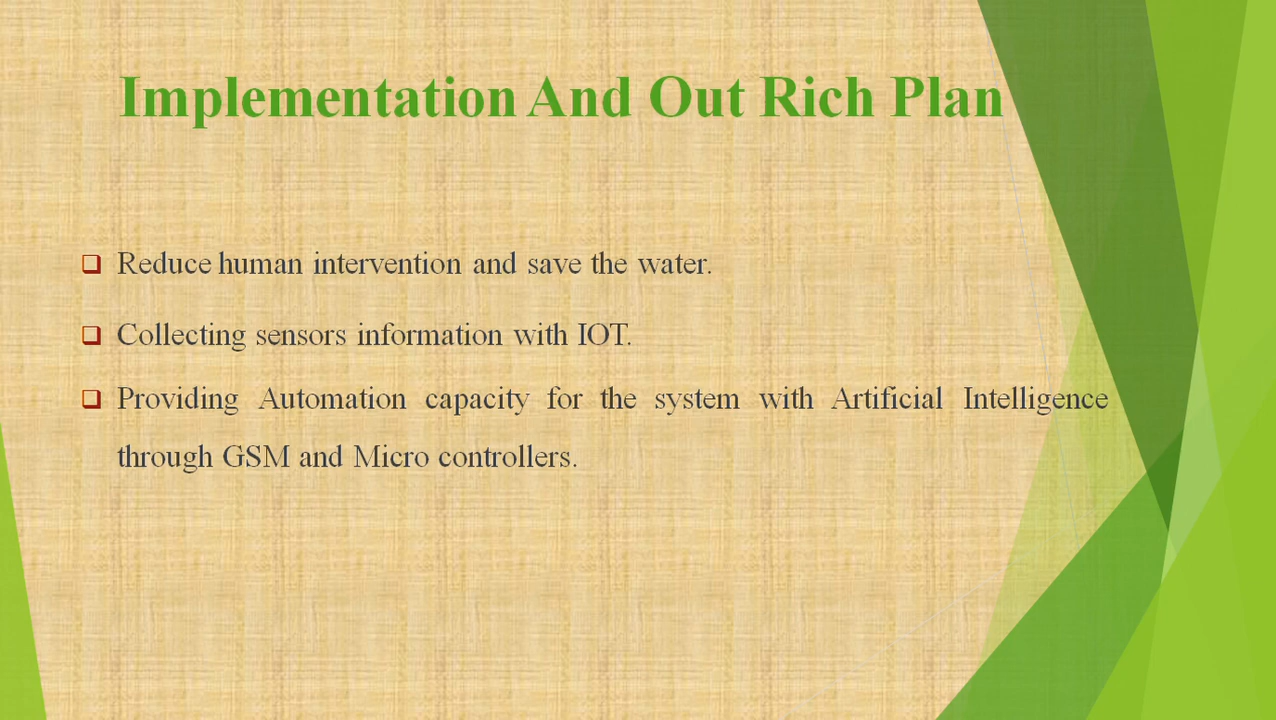 Implementation And Out Rich Plan
Reduce human intervention and save the water.
Collecting sensors information with IOT.
Providing Automation capacity for the system with Artificial Intelligence
through GSM and Micro controllers.